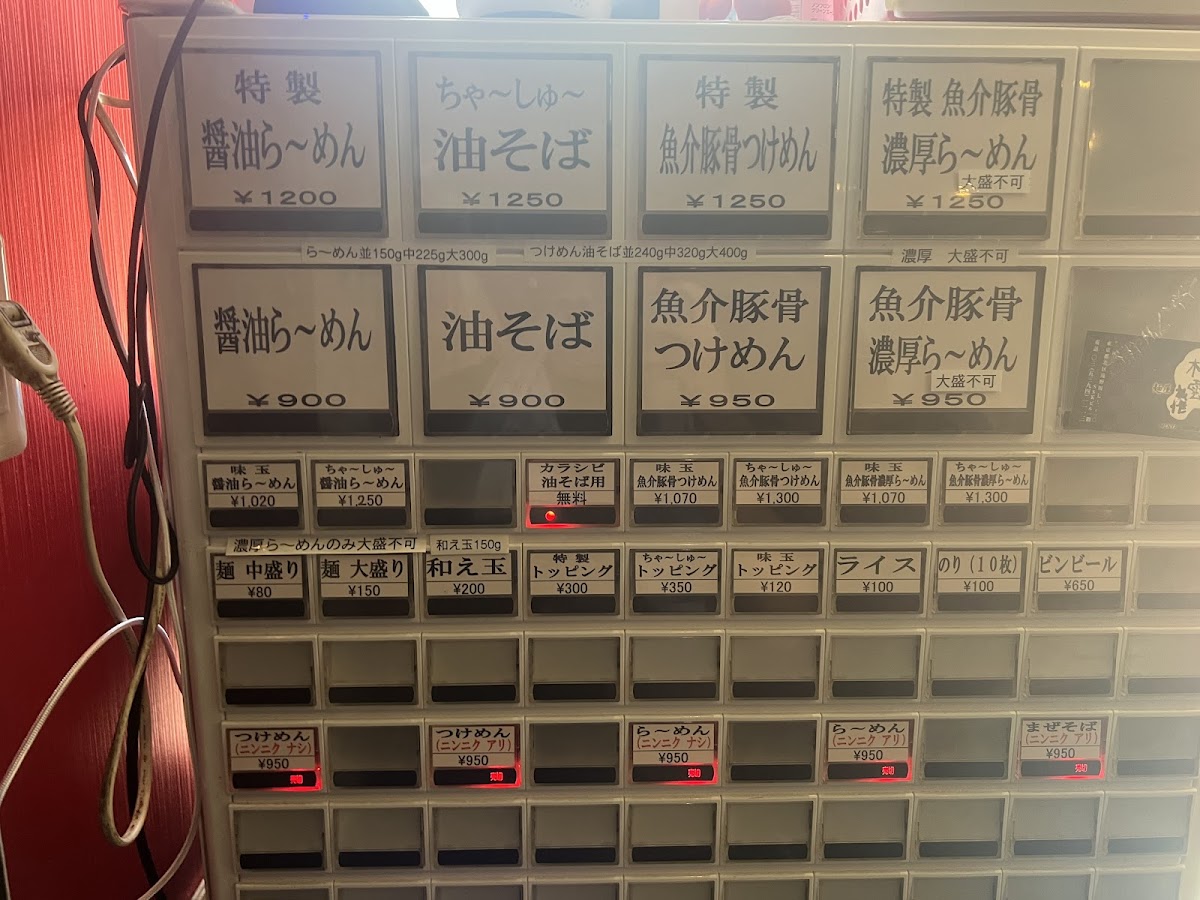 特製
醤油ら～めん
￥1200
ちゃ～しゅ～
油そば
￥1250
特製
魚介豚骨つけめん
￥1250
特製 魚介豚骨
濃厚ら～めん
大盛不可
￥1250
ら～めん並150g中225g大300g
つけめん油そば並240g中320g大400g
濃厚 大盛不可
醤油ら～めん
￥900
油そば
￥900
魚介豚骨
つけめん
￥950
魚介豚骨
濃厚ら～めん
大盛不可
￥950
味玉
醤油ら～めん
¥1,020
ちゃ～しゅ～
醤油ら～めん
¥1,250
カラシビ
油そば用
無料
味玉
魚介豚骨つけめん
¥1,070
ちゃ～しゅ～
魚介豚骨つけめん
¥1,300
味玉
魚介豚骨濃厚ら～めん
¥1,070
ちゃ～しゅ～
魚介豚骨濃厚ら～めん
¥1,300
濃厚ら～めんのみ大盛不可
和え玉150g
麺 中盛り
¥80
麺 大盛り
¥150
和え玉
¥200
特製
トッピング
¥300
ちゃ～しゅ～
トッピング
¥350
味玉
トッピング
¥120
ライス
¥100
のり(10枚)
¥100
ビンビール
¥650
つけめん
(ニンニク ナシ)
¥950
売切
つけめん
(ニンニク アリ)
¥950
売切
ら～めん
(ニンニク ナシ)
¥950
売切
ら～めん
(ニンニク アリ)
¥950
売切
まぜそば
(ニンニク アリ)
¥950
売切